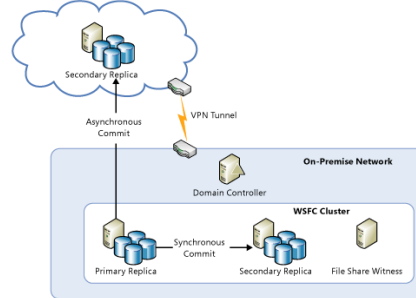 Secondary Replica
Asynchronous
Commit
VPN Tunnel
On-Premise Network
Domain Controller
WSFC Cluster
Synchronous
Commit
Primary Replica
Secondary Replica
File Share Witness